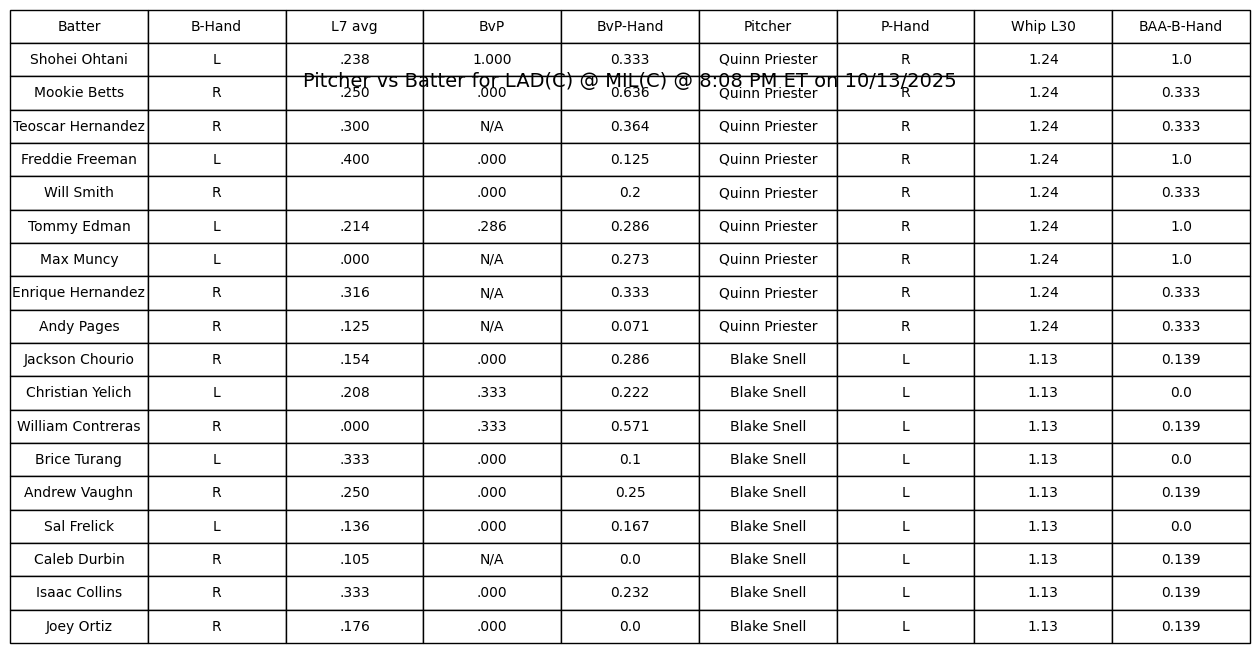 Batter B-Hand L7 avg BvP BvP-Hand Pitcher P-Hand Whip L30 BAA-B-Hand
Shohei Ohtani L .238 1.000 0.333 Quinn Priester R 1.24 1.0
Pitcher vs Batter for LAD(C) @ MIL(C) @ 8:08 PM ET on 10/13/2025
Mookie Betts R .250 .000 0.636 Quinn Priester R 1.24 0.333
Teoscar Hernandez R .300 N/A 0.364 Quinn Priester R 1.24 0.333
Freddie Freeman L .400 .000 0.125 Quinn Priester R 1.24 1.0
Will Smith R .000 0.2 Quinn Priester R 1.24 0.333
Tommy Edman L .214 .286 0.286 Quinn Priester R 1.24 1.0
Max Muncy L .000 N/A 0.273 Quinn Priester R 1.24 1.0
Enrique Hernandez R .316 N/A 0.333 Quinn Priester R 1.24 0.333
Andy Pages R .125 N/A 0.071 Quinn Priester R 1.24 0.333
Jackson Chourio R .154 .000 0.286 Blake Snell L 1.13 0.139
Christian Yelich L .208 .333 0.222 Blake Snell L 1.13 0.0
William Contreras R .000 .333 0.571 Blake Snell L 1.13 0.139
Brice Turang L .333 .000 0.1 Blake Snell L 1.13 0.0
Andrew Vaughn R .250 .000 0.25 Blake Snell L 1.13 0.139
Sal Frelick L .136 .000 0.167 Blake Snell L 1.13 0.0
Caleb Durbin R .105 N/A 0.0 Blake Snell L 1.13 0.139
Isaac Collins R .333 .000 0.232 Blake Snell L 1.13 0.139
Joey Ortiz R .176 .000 0.0 Blake Snell L 1.13 0.139